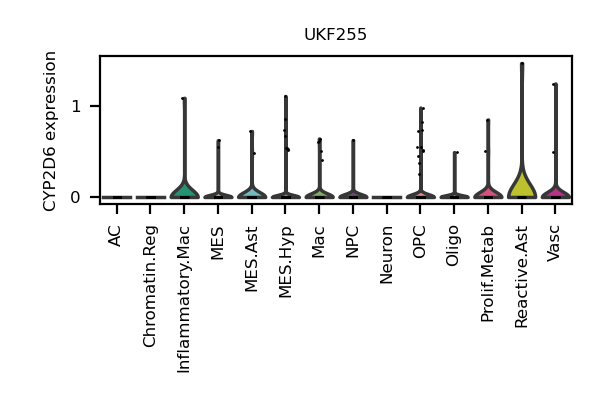 UKF255
CYP2D6 expression
1
0
AC
Chromatin.Reg
Inflammatory.Mac
MES
MES.Ast
MES.Hyp
Mac
NPC
Neuron
OPC
Oligo
Prolif.Metab
Reactive.Ast
Vasc